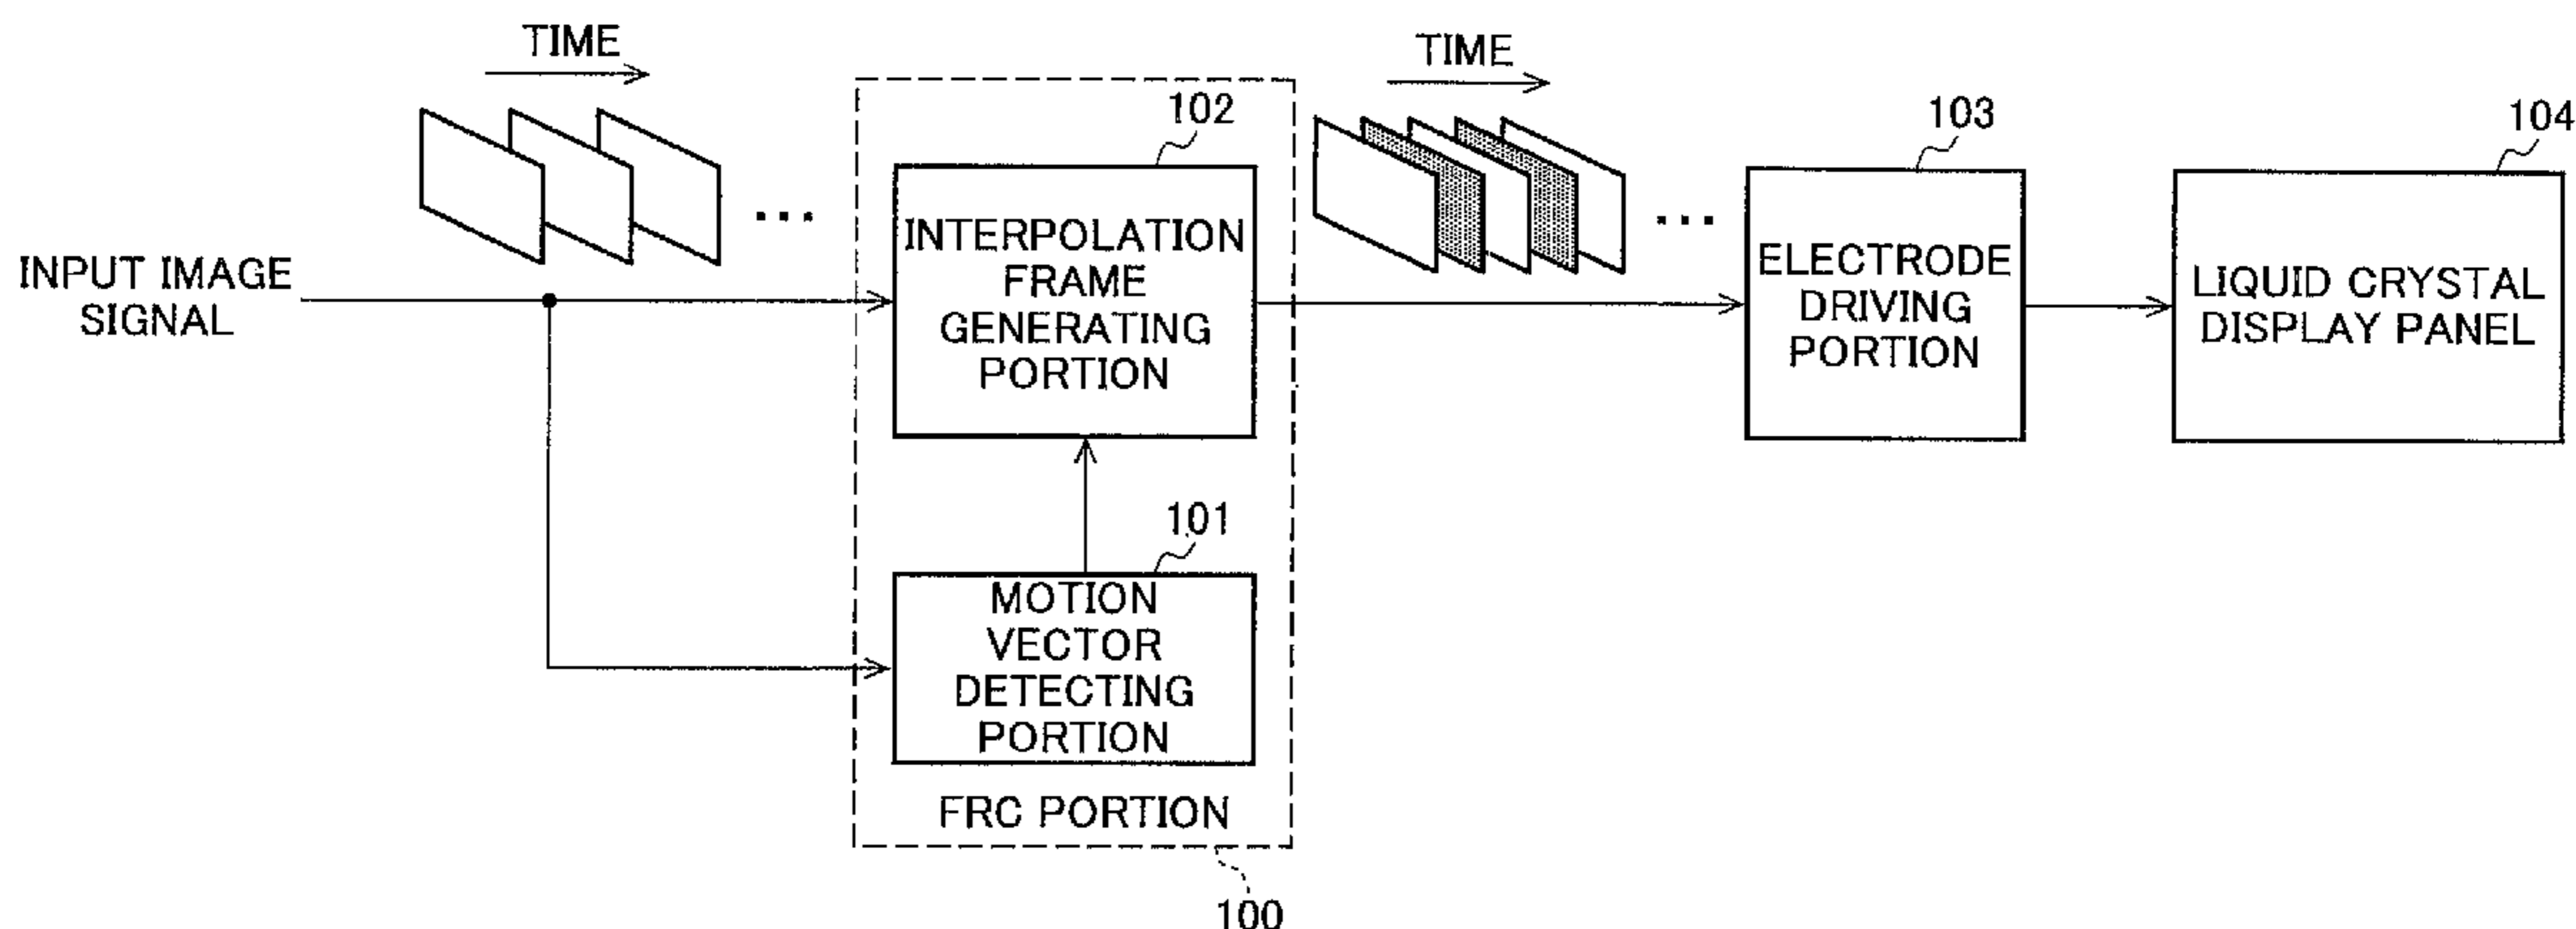 TIME
TIME
102
103
104
INPUT IMAGE
SIGNAL
...
INTERPOLATION
FRAME
GENERATING
PORTION
...
ELECTRODE
DRIVING
PORTION
LIQUID CRYSTAL
DISPLAY PANEL
101
MOTION
VECTOR
DETECTING
PORTION
FRC PORTION
100